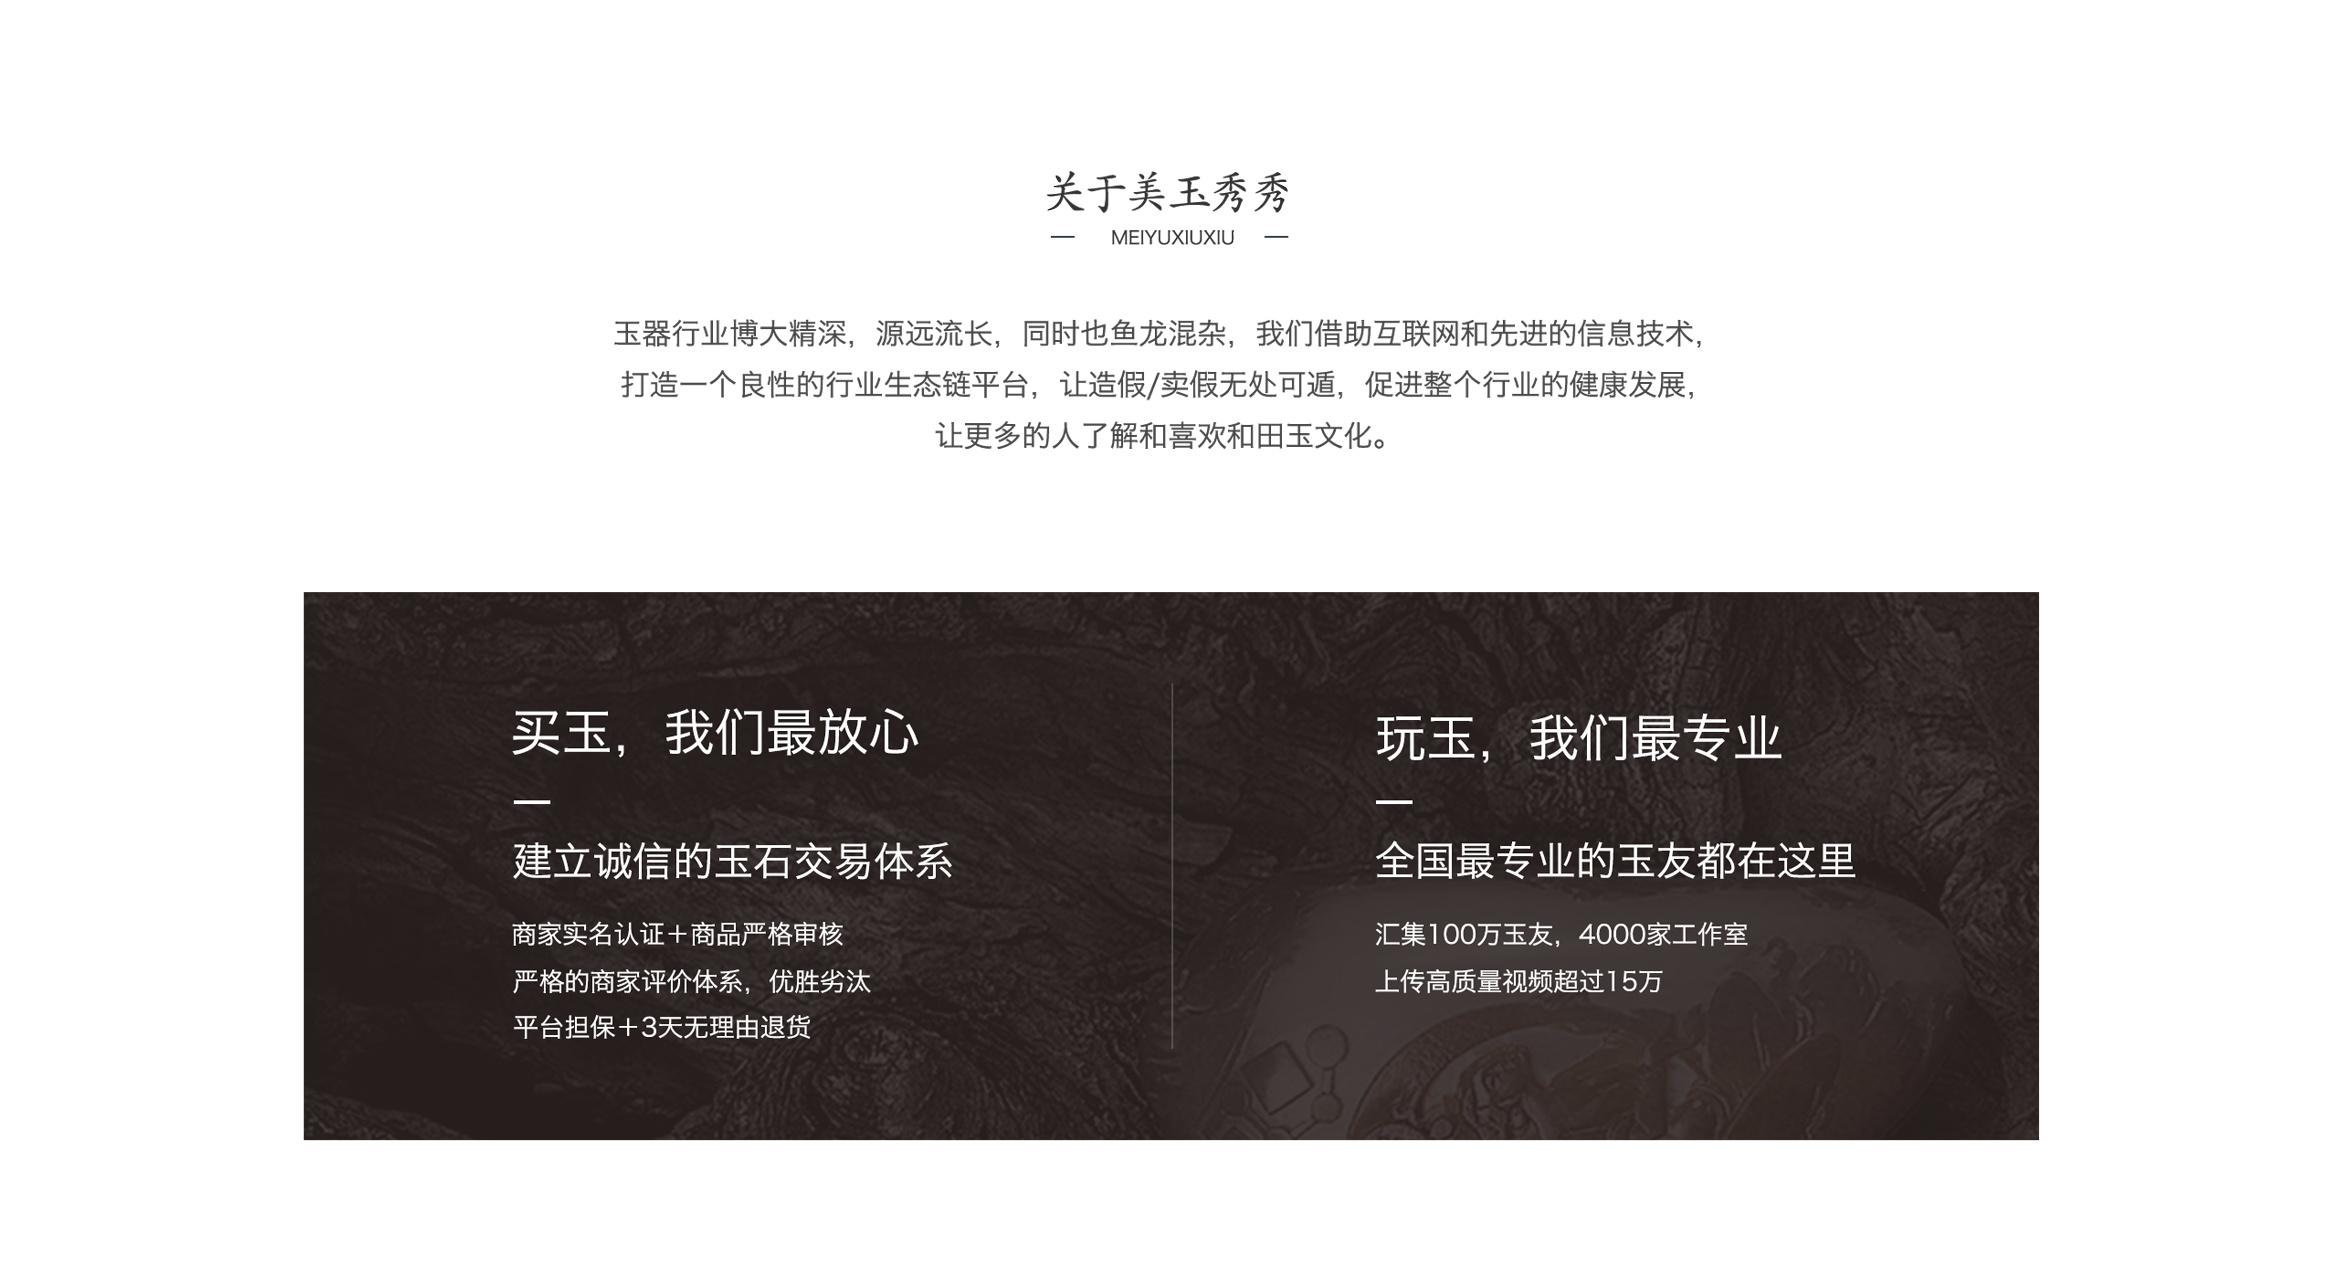 关于美玉秀秀
— MEIYUXIUXIU —
玉器行业博大精深，源远流长，同时也鱼龙混杂，我们借助互联网和先进的信息技术，
打造一个良性的行业生态链平台，让造假/卖假无处可遁，促进整个行业的健康发展，
让更多的人了解和喜欢和田玉文化。
买玉，我们最放心
建立诚信的玉石交易体系
商家实名认证＋商品严格审核
严格的商家评价体系，优胜劣汰
平台担保＋3天无理由退货
玩玉，我们最专业
全国最专业的玉友都在这里
汇集100万玉友，4000家工作室
上传高质量视频超过15万